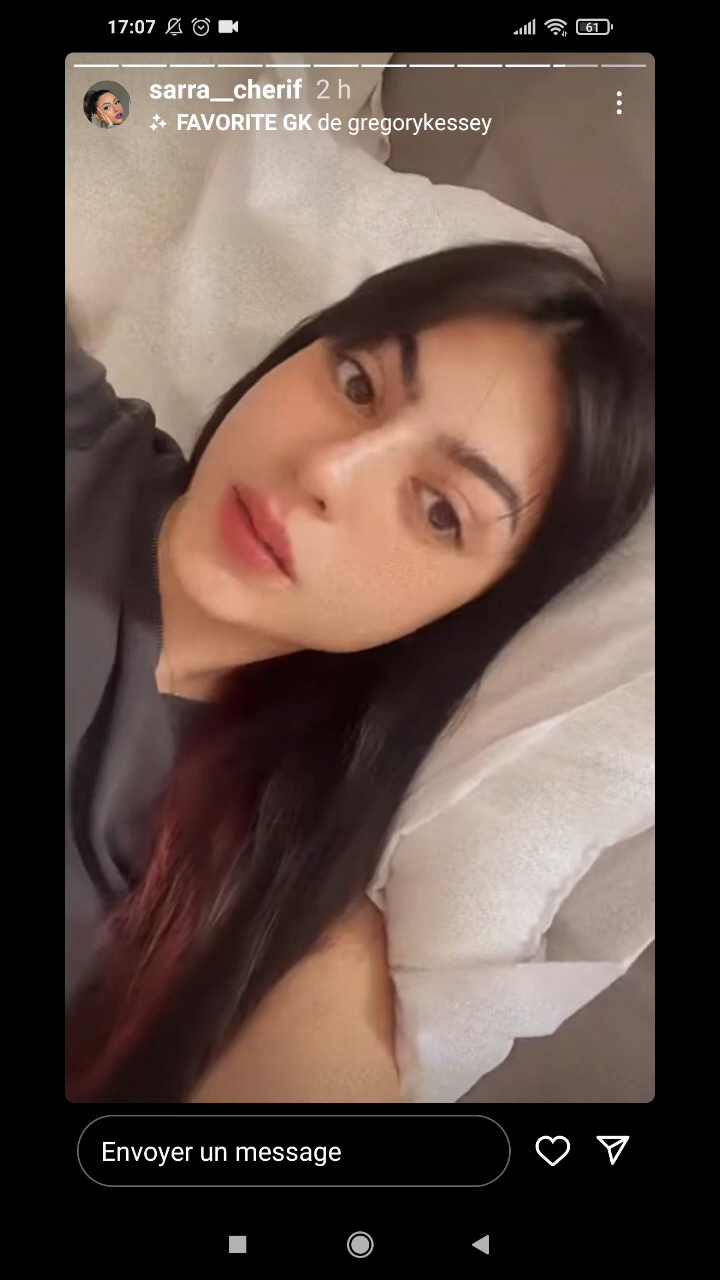 17:07
61
sarra__cherif 2 h
FAVORITE GK de gregorykessey
Envoyer un message